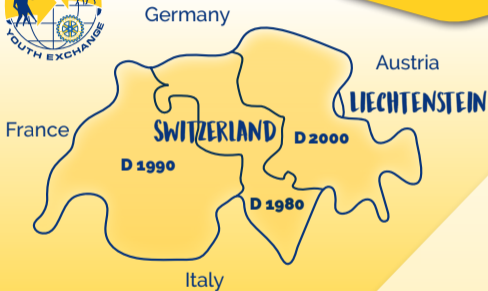 YOUTH EXCHANGE
Germany
Austria
LIECHTENSTEIN
France
SWITZERLAND
D 2000
D 1990
D 1980
Italy